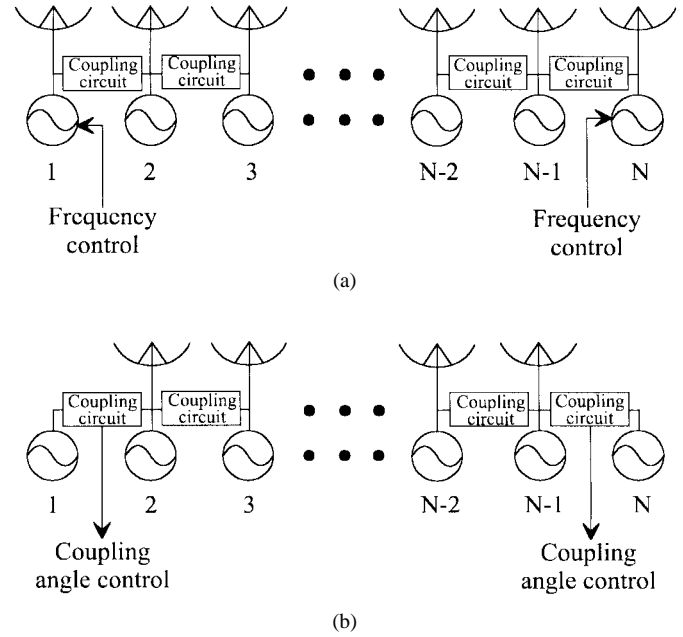 Coupling circuit
Coupling circuit
Coupling circuit
Coupling circuit
1 2 3 N-2 N-1 N
Frequency control
Frequency control
(a)
Coupling circuit
Coupling circuit
Coupling circuit
Coupling circuit
1 2 3 N-2 N-1 N
Coupling angle control
Coupling angle control
(b)